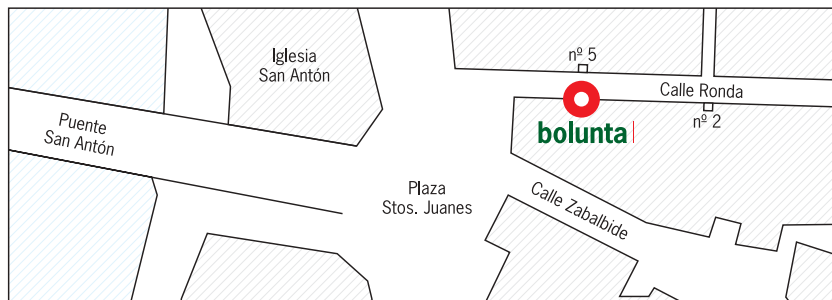 Iglesia
San Antón
nº 5
Calle Ronda
nº 2
bolunta
Puente
San Antón
Plaza
Stos. Juanes
Calle Zabalbide